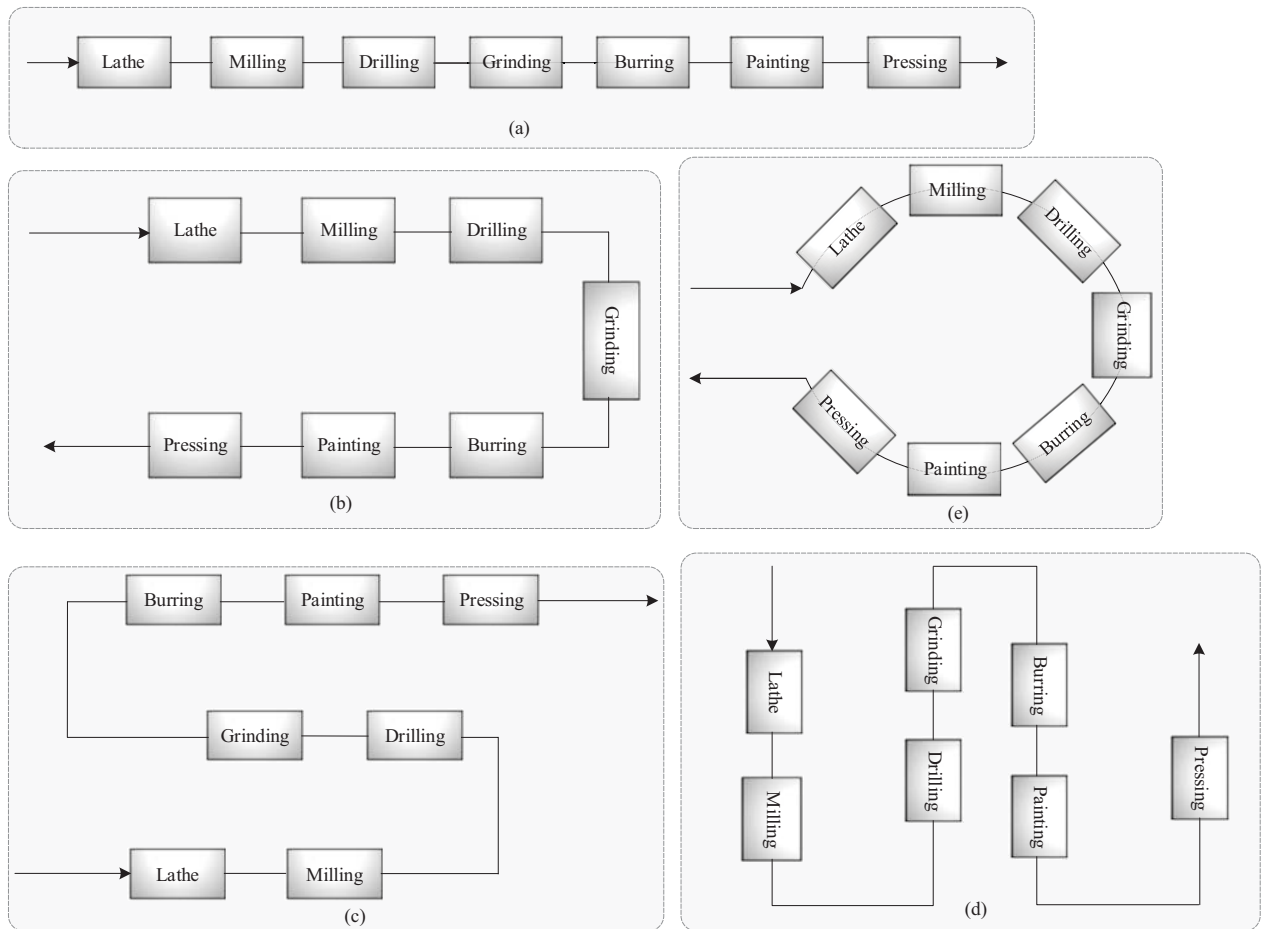 Lathe
Milling
Drilling
Grinding
Burring
Painting
Pressing
(a)
Lathe
Milling
Drilling
Grinding
Pressing
Painting
Burring
(b)
Lathe
Milling
Drilling
Grinding
Burring
Painting
Pressing
(e)
Burring
Painting
Pressing
Grinding
Drilling
Lathe
Milling
(c)
Lathe
Milling
Grinding
Drilling
Burring
Painting
Pressing
(d)